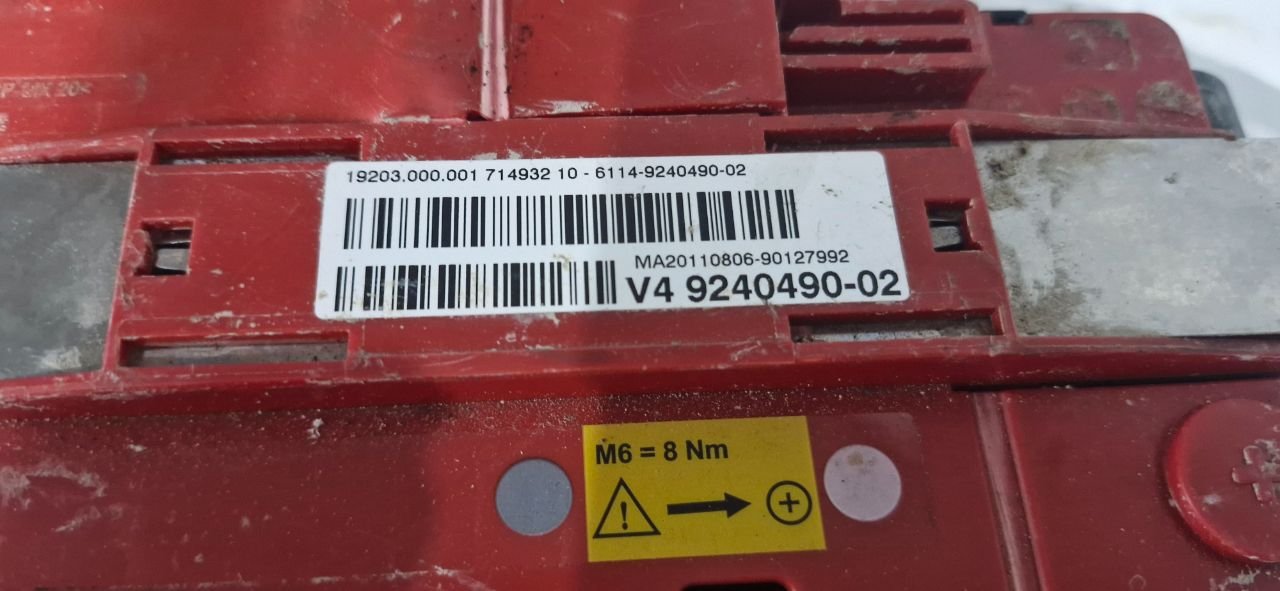 19203.000.001 714932 10 - 6114-9240490-02
MA20110806-90127992
V4 9240490-02
M6 = 8 Nm